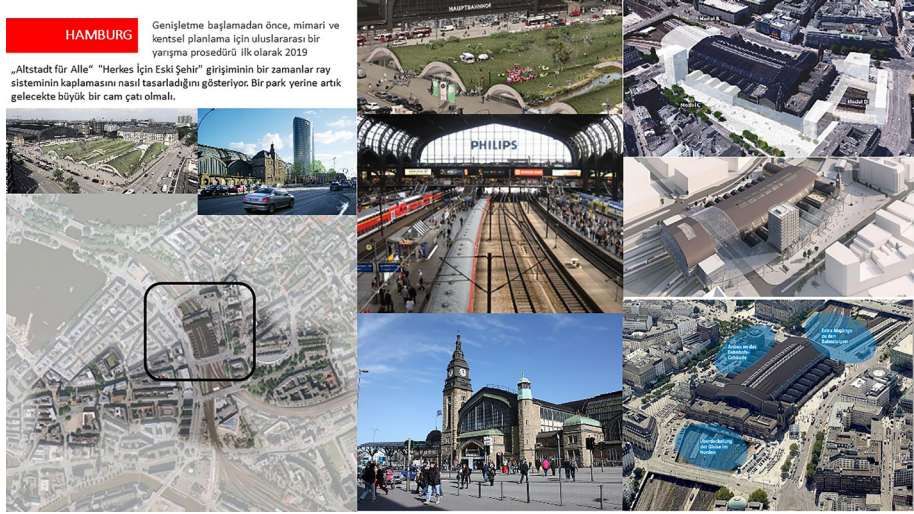 HAMBURG
Genişletme başlamadan önce, mimari ve
kentsel planlama için uluslararası bir
yarışma prosedürü ilk olarak 2019
„Altstadt für Alle“ "Herkes İçin Eski Şehir" girişiminin bir zamanlar ray
sisteminin kaplamasını nasıl tasarladığını gösteriyor. Bir park yerine artık
gelecekte büyük bir cam çatı olmalı.
HAUPTBAHNHOF
PHILIPS
Modul B
Modul C
Modul D
Anbau an das
Bahnhofs-
Gebäude
Extra Abgänge
zu den
Bahnsteigen
Überdeckelung
der Gleise im
Norden